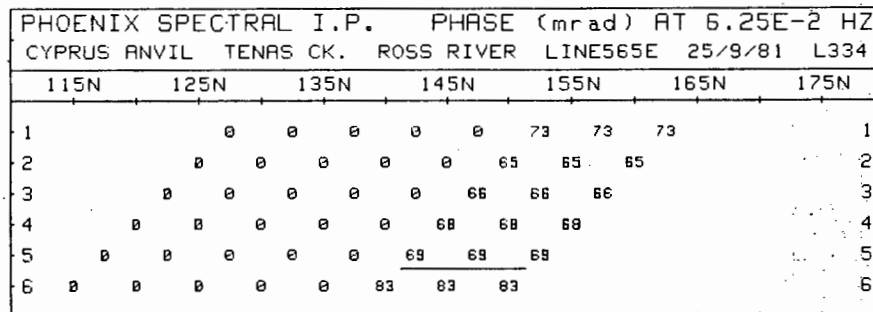 PHOENIX SPECTRAL I.P. PHASE (mrad) AT 6.25E-2 HZ
CYPRUS ANVIL TENAS CK. ROSS RIVER LINE565E 25/9/81 L334
115N 125N 135N 145N 155N 165N 175N
1 0 0 0 0 0 73 73 73 1
2 0 0 0 0 0 65 65 65 2
3 0 0 0 0 0 66 66 66 3
4 0 0 0 0 0 68 68 68 4
5 0 0 0 0 0 69 69 69 5
6 0 0 0 0 0 83 83 83 6